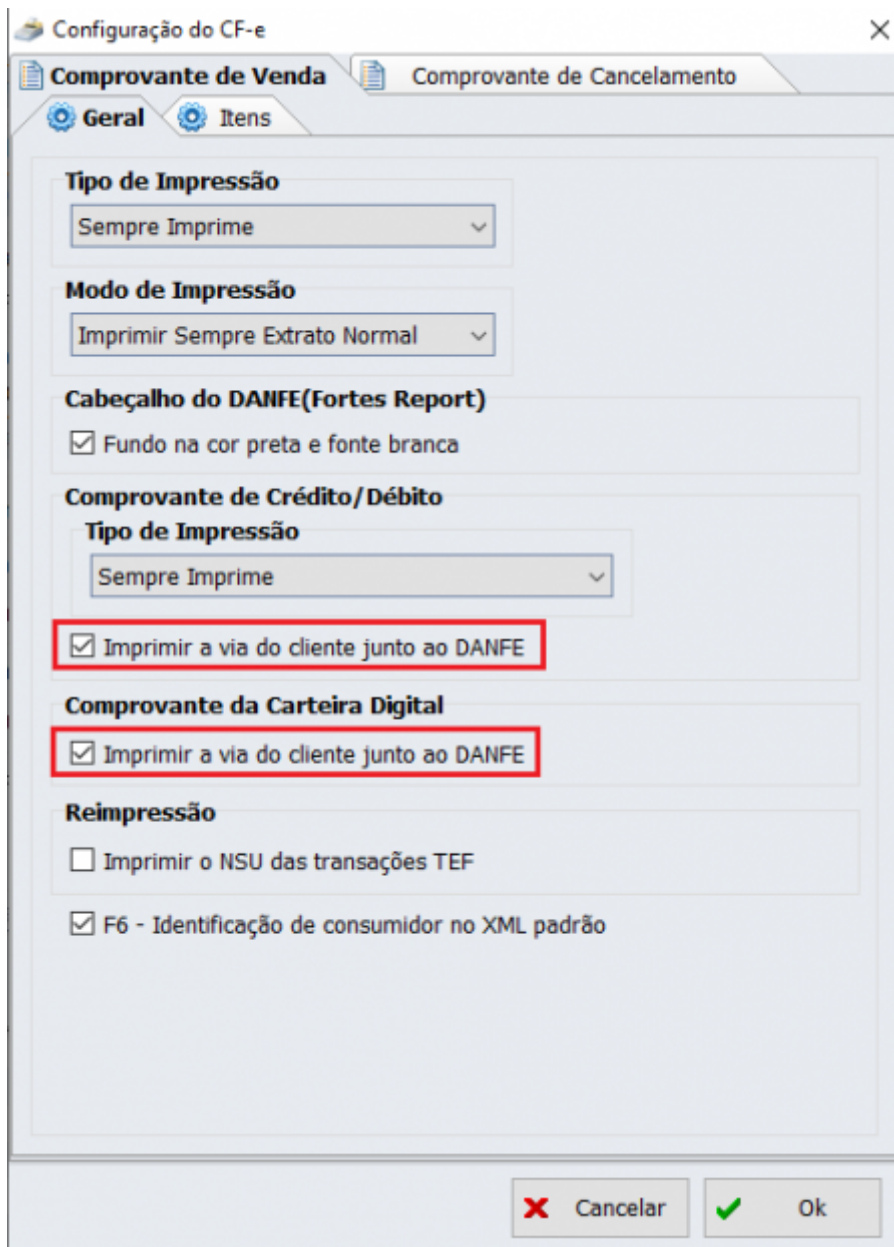 Configuração do CF-e
Comprovante de Venda
Comprovante de Cancelamento
Geral
Itens
Tipo de Impressão
Sempre Imprime
Modo de Impressão
Imprimir Sempre Extrato Normal
Cabeçalho do DANFE(Fortes Report)
Fundo na cor preta e fonte branca
Comprovante de Crédito/Débito
Tipo de Impressão
Sempre Imprime
Imprimir a via do cliente junto ao DANFE
Comprovante da Carteira Digital
Imprimir a via do cliente junto ao DANFE
Reimpressão
Imprimir o NSU das transações TEF
F6 - Identificação de consumidor no XML padrão
Cancelar
Ok